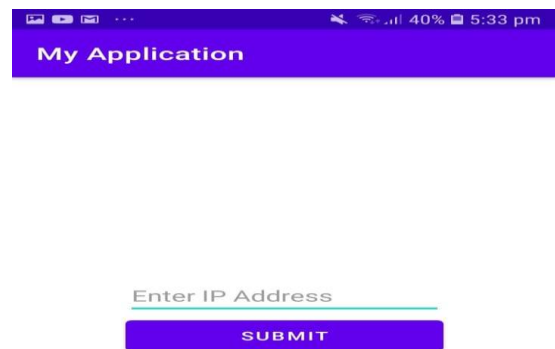 40% 5:33 pm
My Application
Enter IP Address
SUBMIT